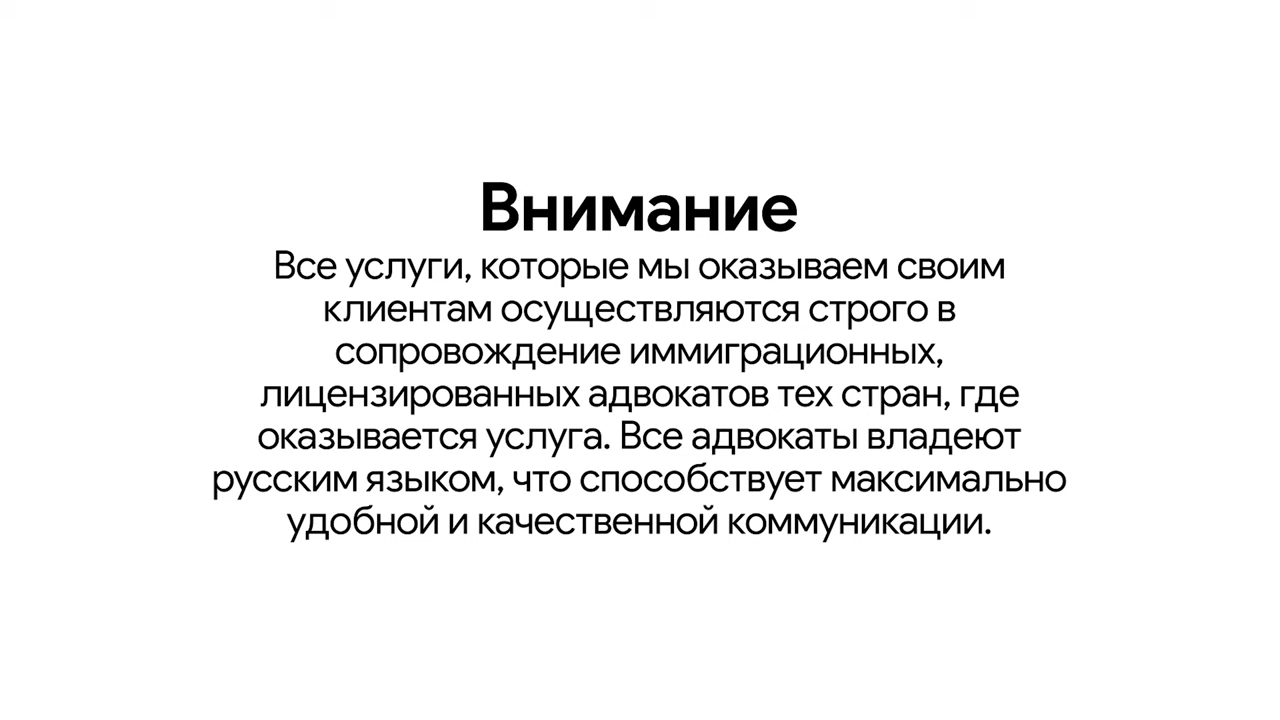 Внимание
Все услуги, которые мы оказываем своим
клиентам осуществляются строго в
сопровождение иммиграционных,
лицензированных адвокатов тех стран, где
оказывается услуга. Все адвокаты владеют
русским языком, что способствует максимально
удобной и качественной коммуникации.